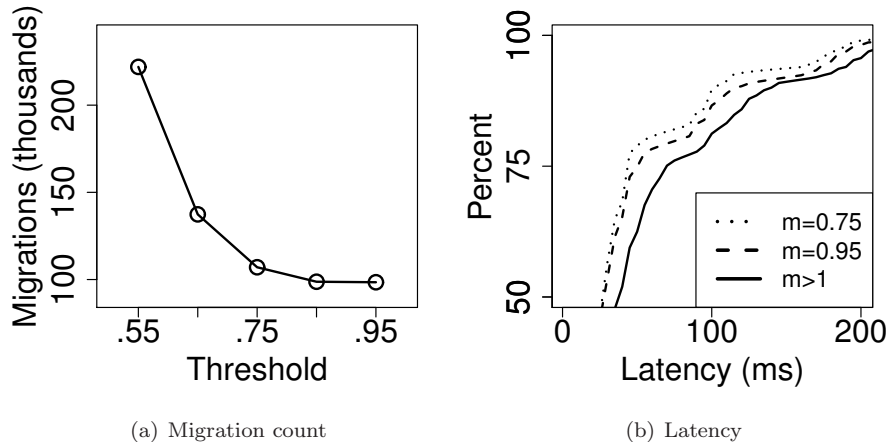 Migrations (thousands)
200
150
100
.55
.75
.95
Threshold
(a) Migration count
Percent
100
75
50
m=0.75
m=0.95
m>1
0
100
200
Latency (ms)
(b) Latency